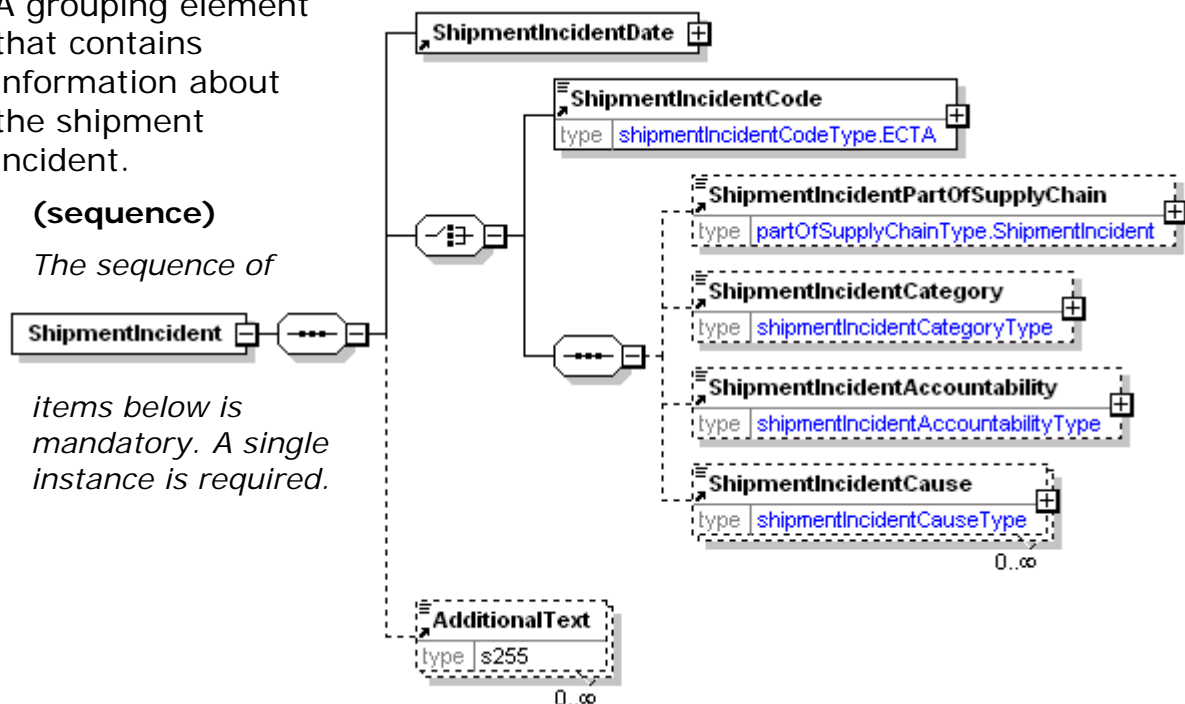 A grouping element
that contains
information about
the shipment
incident.
(sequence)
The sequence of
ShipmentIncident
items below is
mandatory. A single
instance is required.
ShipmentIncidentDate
ShipmentIncidentCode
type shipmentIncidentCodeType.ECTA
ShipmentIncidentPartOfSupplyChain
type partOfSupplyChainType.ShipmentIncident
ShipmentIncidentCategory
type shipmentIncidentCategoryType
ShipmentIncidentAccountability
type shipmentIncidentAccountabilityType
ShipmentIncidentCause
type shipmentIncidentCauseType
0..∞
AdditionalText
type s255
0..∞